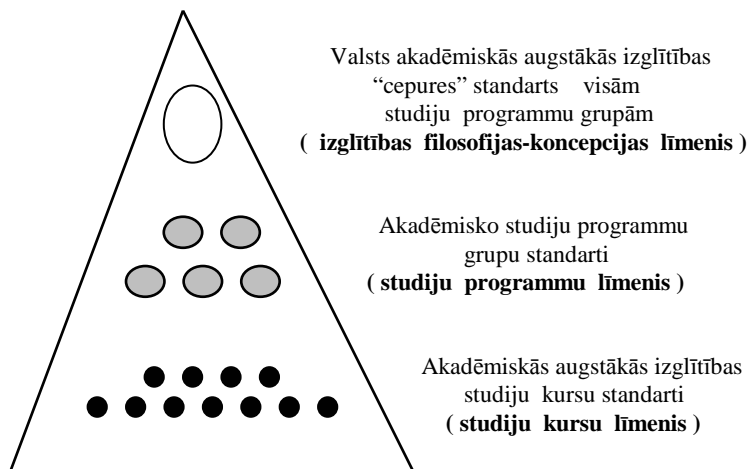 Valsts akadēmiskās augstākās izglītības
“cepures” standarts visām
studiju programmu grupām
( izglītības filosofijas-koncepcijas līmenis )
Akadēmisko studiju programmu
grupu standarti
( studiju programmu līmenis )
Akadēmiskās augstākās izglītības
studiju kursu standarti
( studiju kursu līmenis )